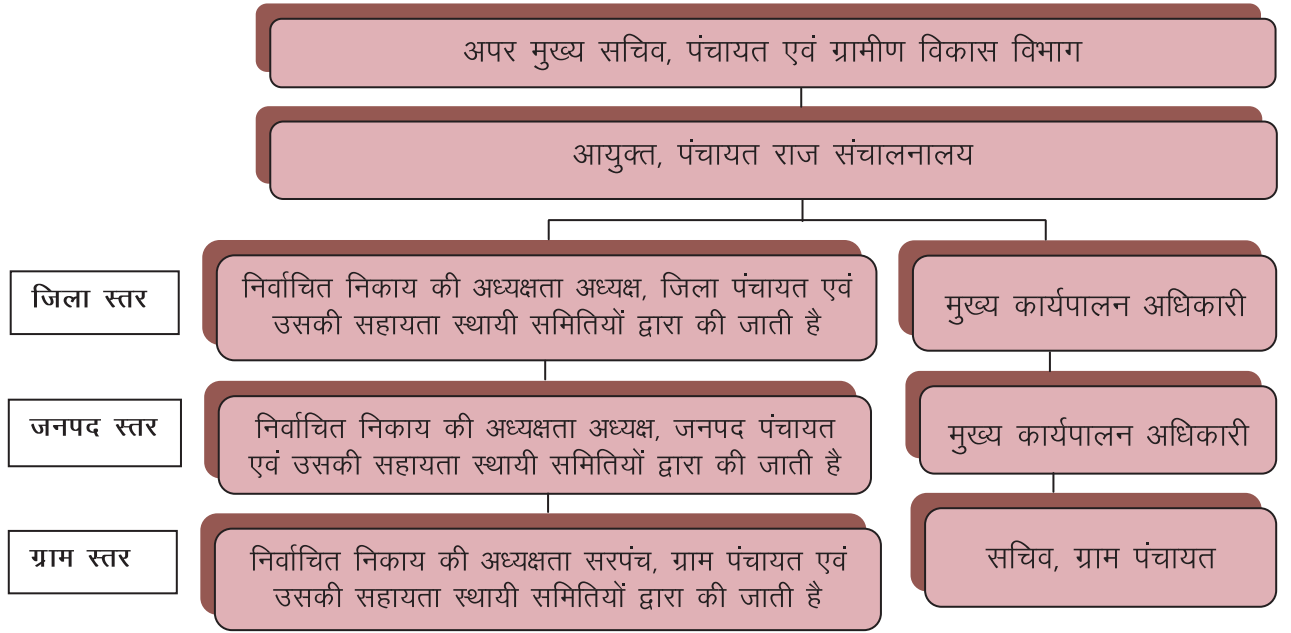 अपर मुख्य सचिव, पंचायत एवं ग्रामीण विकास विभाग
आयुक्त, पंचायत राज संचालनालय
जिला स्तर
निर्वाचित निकाय की अध्यक्षता अध्यक्ष, जिला पंचायत एवं
उसकी सहायता स्थायी समितियों द्वारा की जाती है
मुख्य कार्यपालन अधिकारी
जनपद स्तर
निर्वाचित निकाय की अध्यक्षता अध्यक्ष, जनपद पंचायत
एवं उसकी सहायता स्थायी समितियों द्वारा की जाती है
मुख्य कार्यपालन अधिकारी
ग्राम स्तर
निर्वाचित निकाय की अध्यक्षता सरपंच, ग्राम पंचायत एवं
उसकी सहायता स्थायी समितियों द्वारा की जाती है
सचिव, ग्राम पंचायत